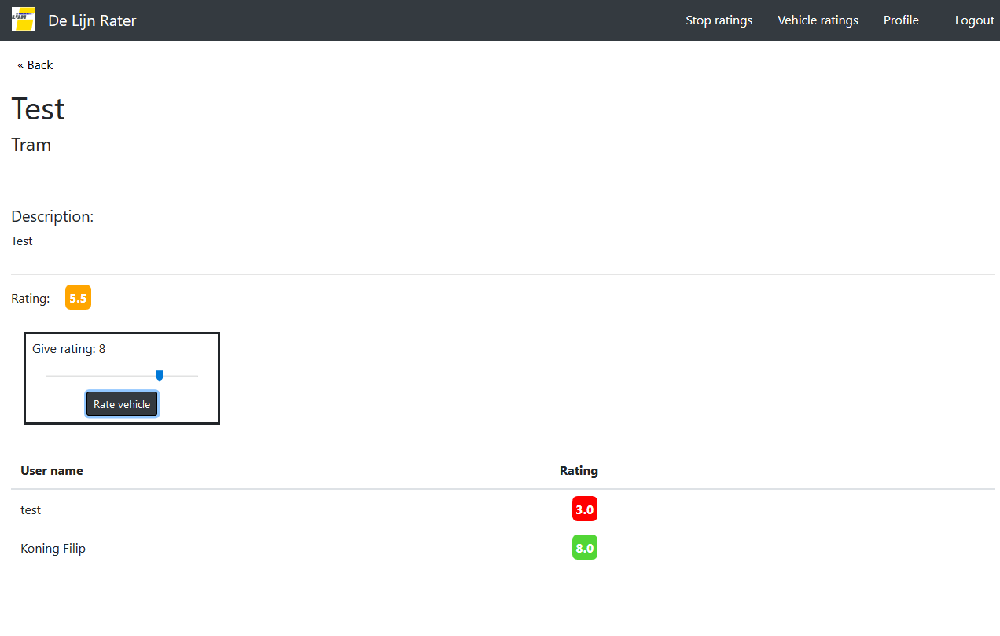 LIJN De Lijn Rater Stop ratings Vehicle ratings Profile Logout
« Back
Test
Tram
Description:
Test
Rating: 5.5
Give rating: 8
Rate vehicle
User name Rating
test 3.0
Koning Filip 8.0